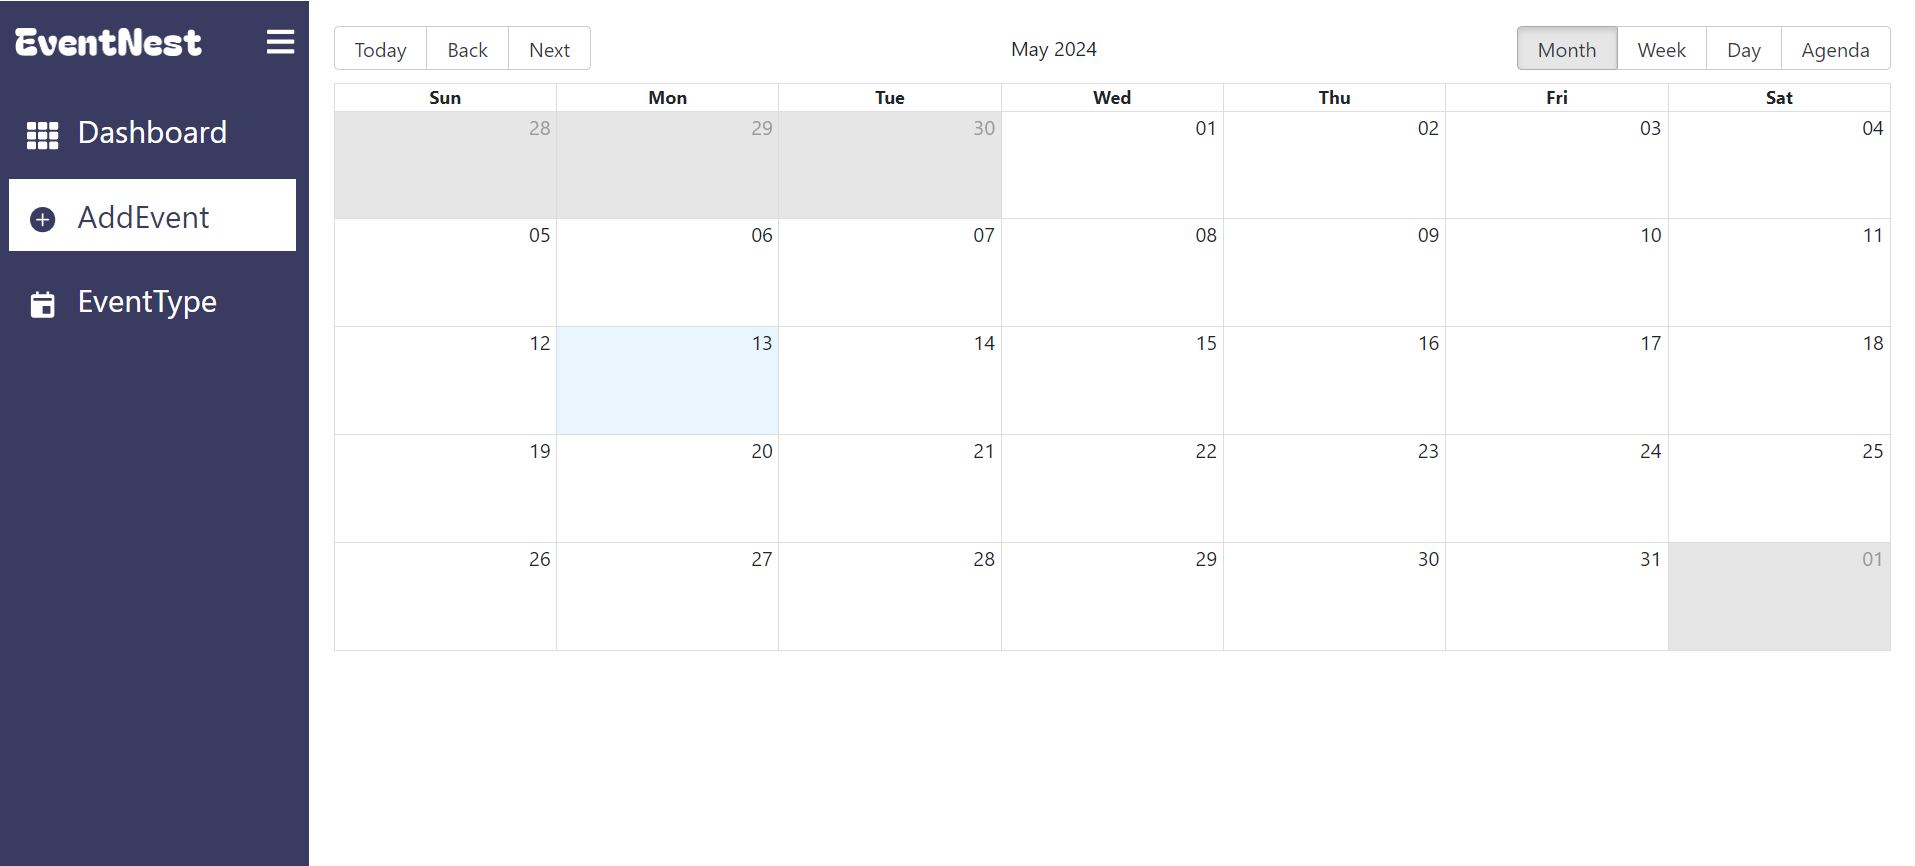 EventNest
Dashboard
AddEvent
EventType
Today Back Next
May 2024
Month Week Day Agenda
Sun Mon Tue Wed Thu Fri Sat
28 29 30 01 02 03 04
05 06 07 08 09 10 11
12 13 14 15 16 17 18
19 20 21 22 23 24 25
26 27 28 29 30 31 01